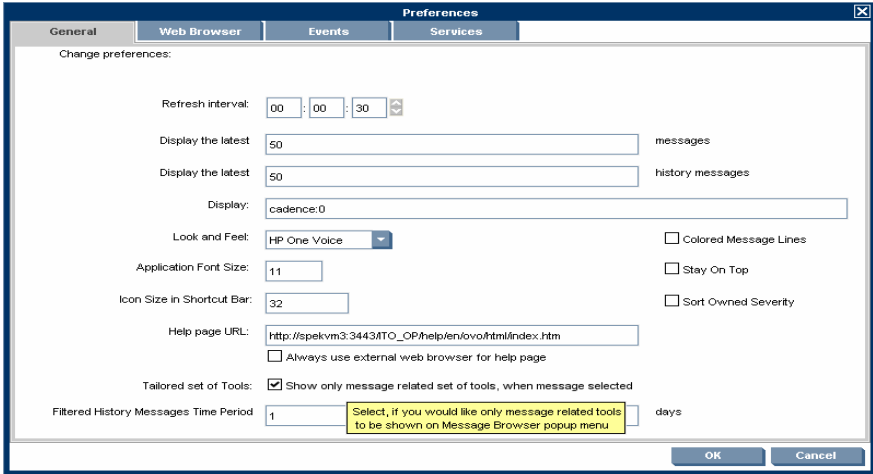 Preferences
General Web Browser Events Services
Change preferences:
Refresh interval: 00 : 00 : 30
Display the latest 50 messages
Display the latest 50 history messages
Display: cadence:0
Look and Feel: HP One Voice Colored Message Lines
Application Font Size: 11 Stay On Top
Icon Size in Shortcut Bar: 32 Sort Owned Severity
Help page URL: http://spekvm3:3443/ITO_OP/help/en/ovo/html/index.htm
Always use external web browser for help page
Tailored set of Tools: Show only message related set of tools, when message selected
Filtered History Messages Time Period 1 days
Select, if you would like only message related tools
to be shown on Message Browser popup menu
OK Cancel